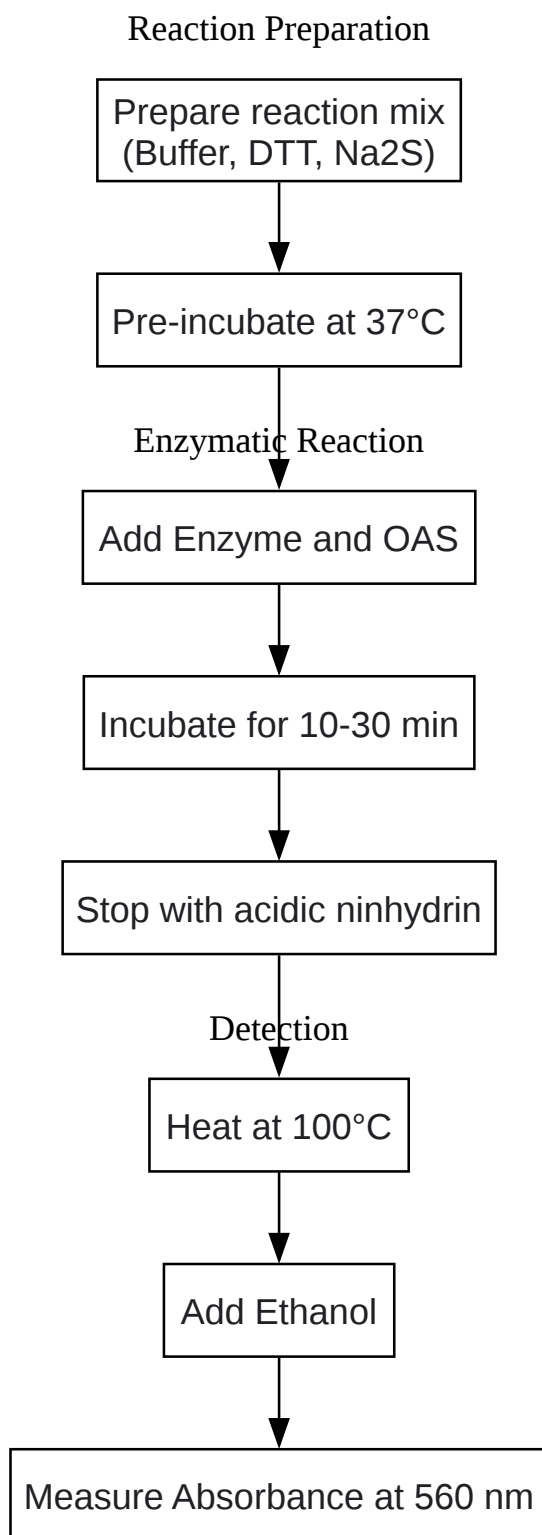 Reaction Preparation
Prepare reaction mix
(Buffer, DTT, Na2S)
Pre-incubate at 37°C
Enzymatic Reaction
Add Enzyme and OAS
Incubate for 10-30 min
Stop with acidic ninhydrin
Detection
Heat at 100°C
Add Ethanol
Measure Absorbance at 560 nm